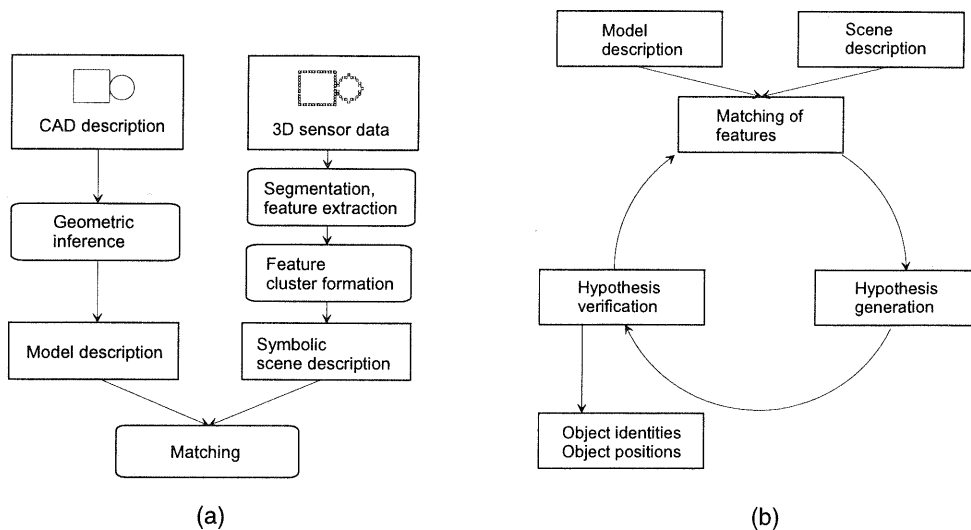 CAD description
3D sensor data
Geometric
inference
Segmentation,
feature extraction
Feature
cluster formation
Model description
Symbolic
scene description
Matching
(a)
Model
description
Scene
description
Matching of
features
Hypothesis
verification
Hypothesis
generation
Object identities
Object positions
(b)